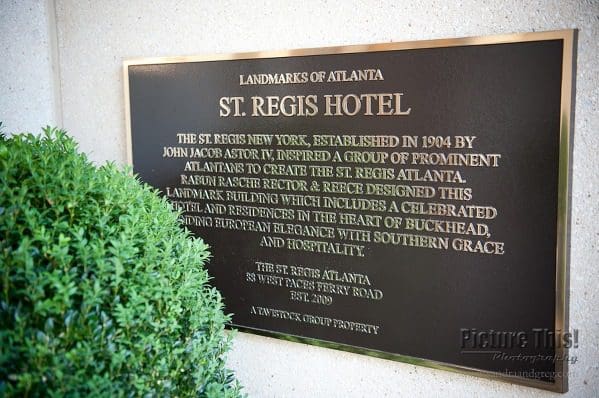 LANDMARKS OF ATLANTA
ST. REGIS HOTEL
THE ST. REGIS NEW YORK, ESTABLISHED IN 1904 BY
JOHN JACOB ASTOR IV, INSPIRED A GROUP OF PROMINENT
ATLANTANS TO CREATE THE ST. REGIS ATLANTA.
RABUN RASCHE RECTOR & REECE DESIGNED THIS
LANDMARK BUILDING WHICH INCLUDES A CELEBRATED
HOTEL AND RESIDENCES IN THE HEART OF BUCKHEAD,
EUROPEAN ELEGANCE WITH SOUTHERN GRACE
AND HOSPITALITY.
THE ST. REGIS ATLANTA
88 WEST PACES FERRY ROAD
EST. 2009
A TAVISTOCK GROUP PROPERTY
Picture This!
Photography